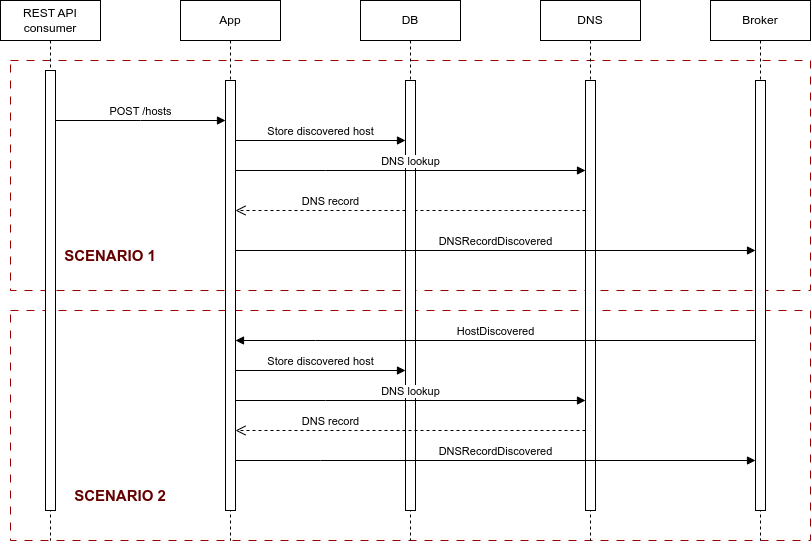 REST API
consumer
App
DB
DNS
Broker
POST /hosts
Store discovered host
DNS lookup
DNS record
DNSRecordDiscovered
SCENARIO 1
HostDiscovered
Store discovered host
DNS lookup
DNS record
DNSRecordDiscovered
SCENARIO 2